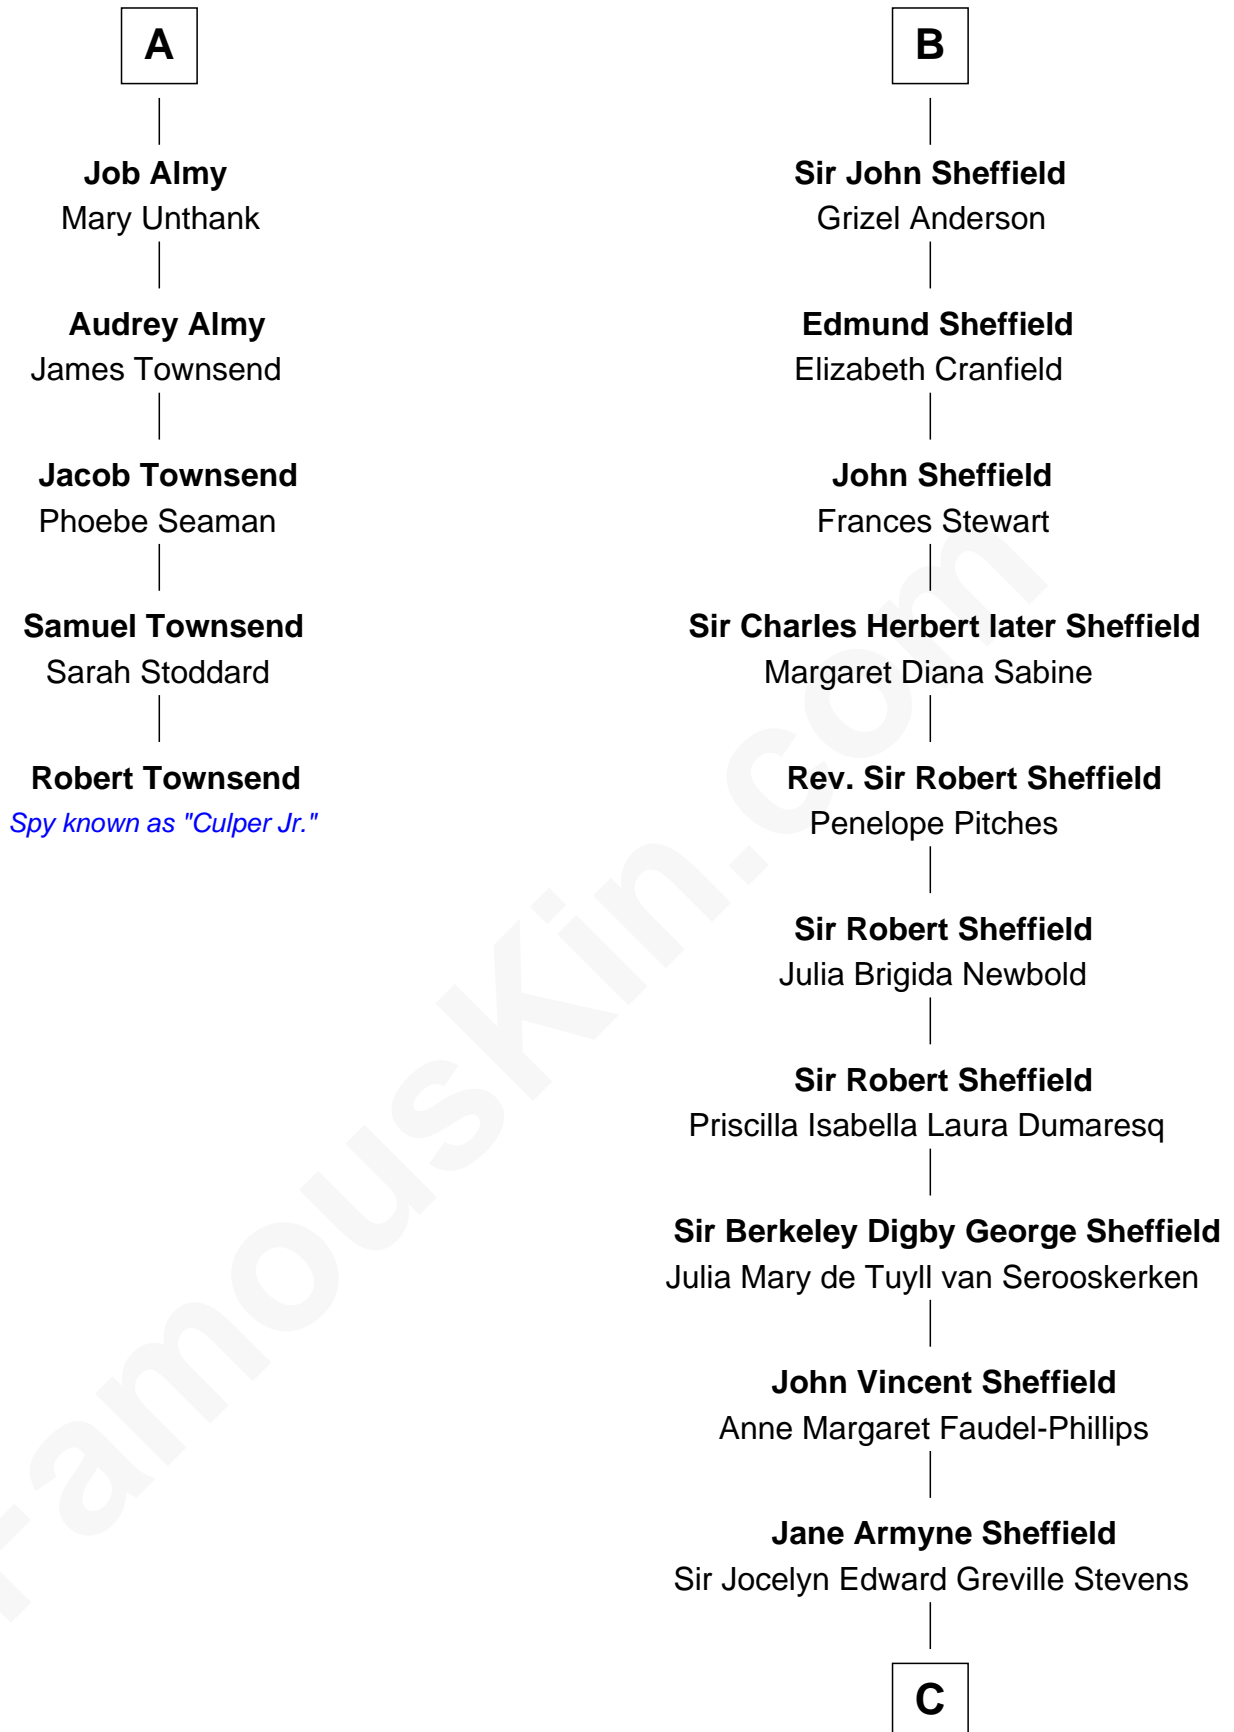 A
Job Almy
Mary Unthank
Audrey Almy
James Townsend
Jacob Townsend
Phoebe Seaman
Samuel Townsend
Sarah Stoddard
Robert Townsend
Spy known as "Culper Jr."
B
Sir John Sheffield
Grizel Anderson
Edmund Sheffield
Elizabeth Cranfield
John Sheffield
Frances Stewart
Sir Charles Herbert later Sheffield
Margaret Diana Sabine
Rev. Sir Robert Sheffield
Penelope Pitches
Sir Robert Sheffield
Julia Brigida Newbold
Sir Robert Sheffield
Priscilla Isabella Laura Dumaresq
Sir Berkeley Digby George Sheffield
Julia Mary de Tuyll van Serooskerken
John Vincent Sheffield
Anne Margaret Faudel-Phillips
Jane Armyne Sheffield
Sir Jocelyn Edward Greville Stevens
C
FamousKin.com